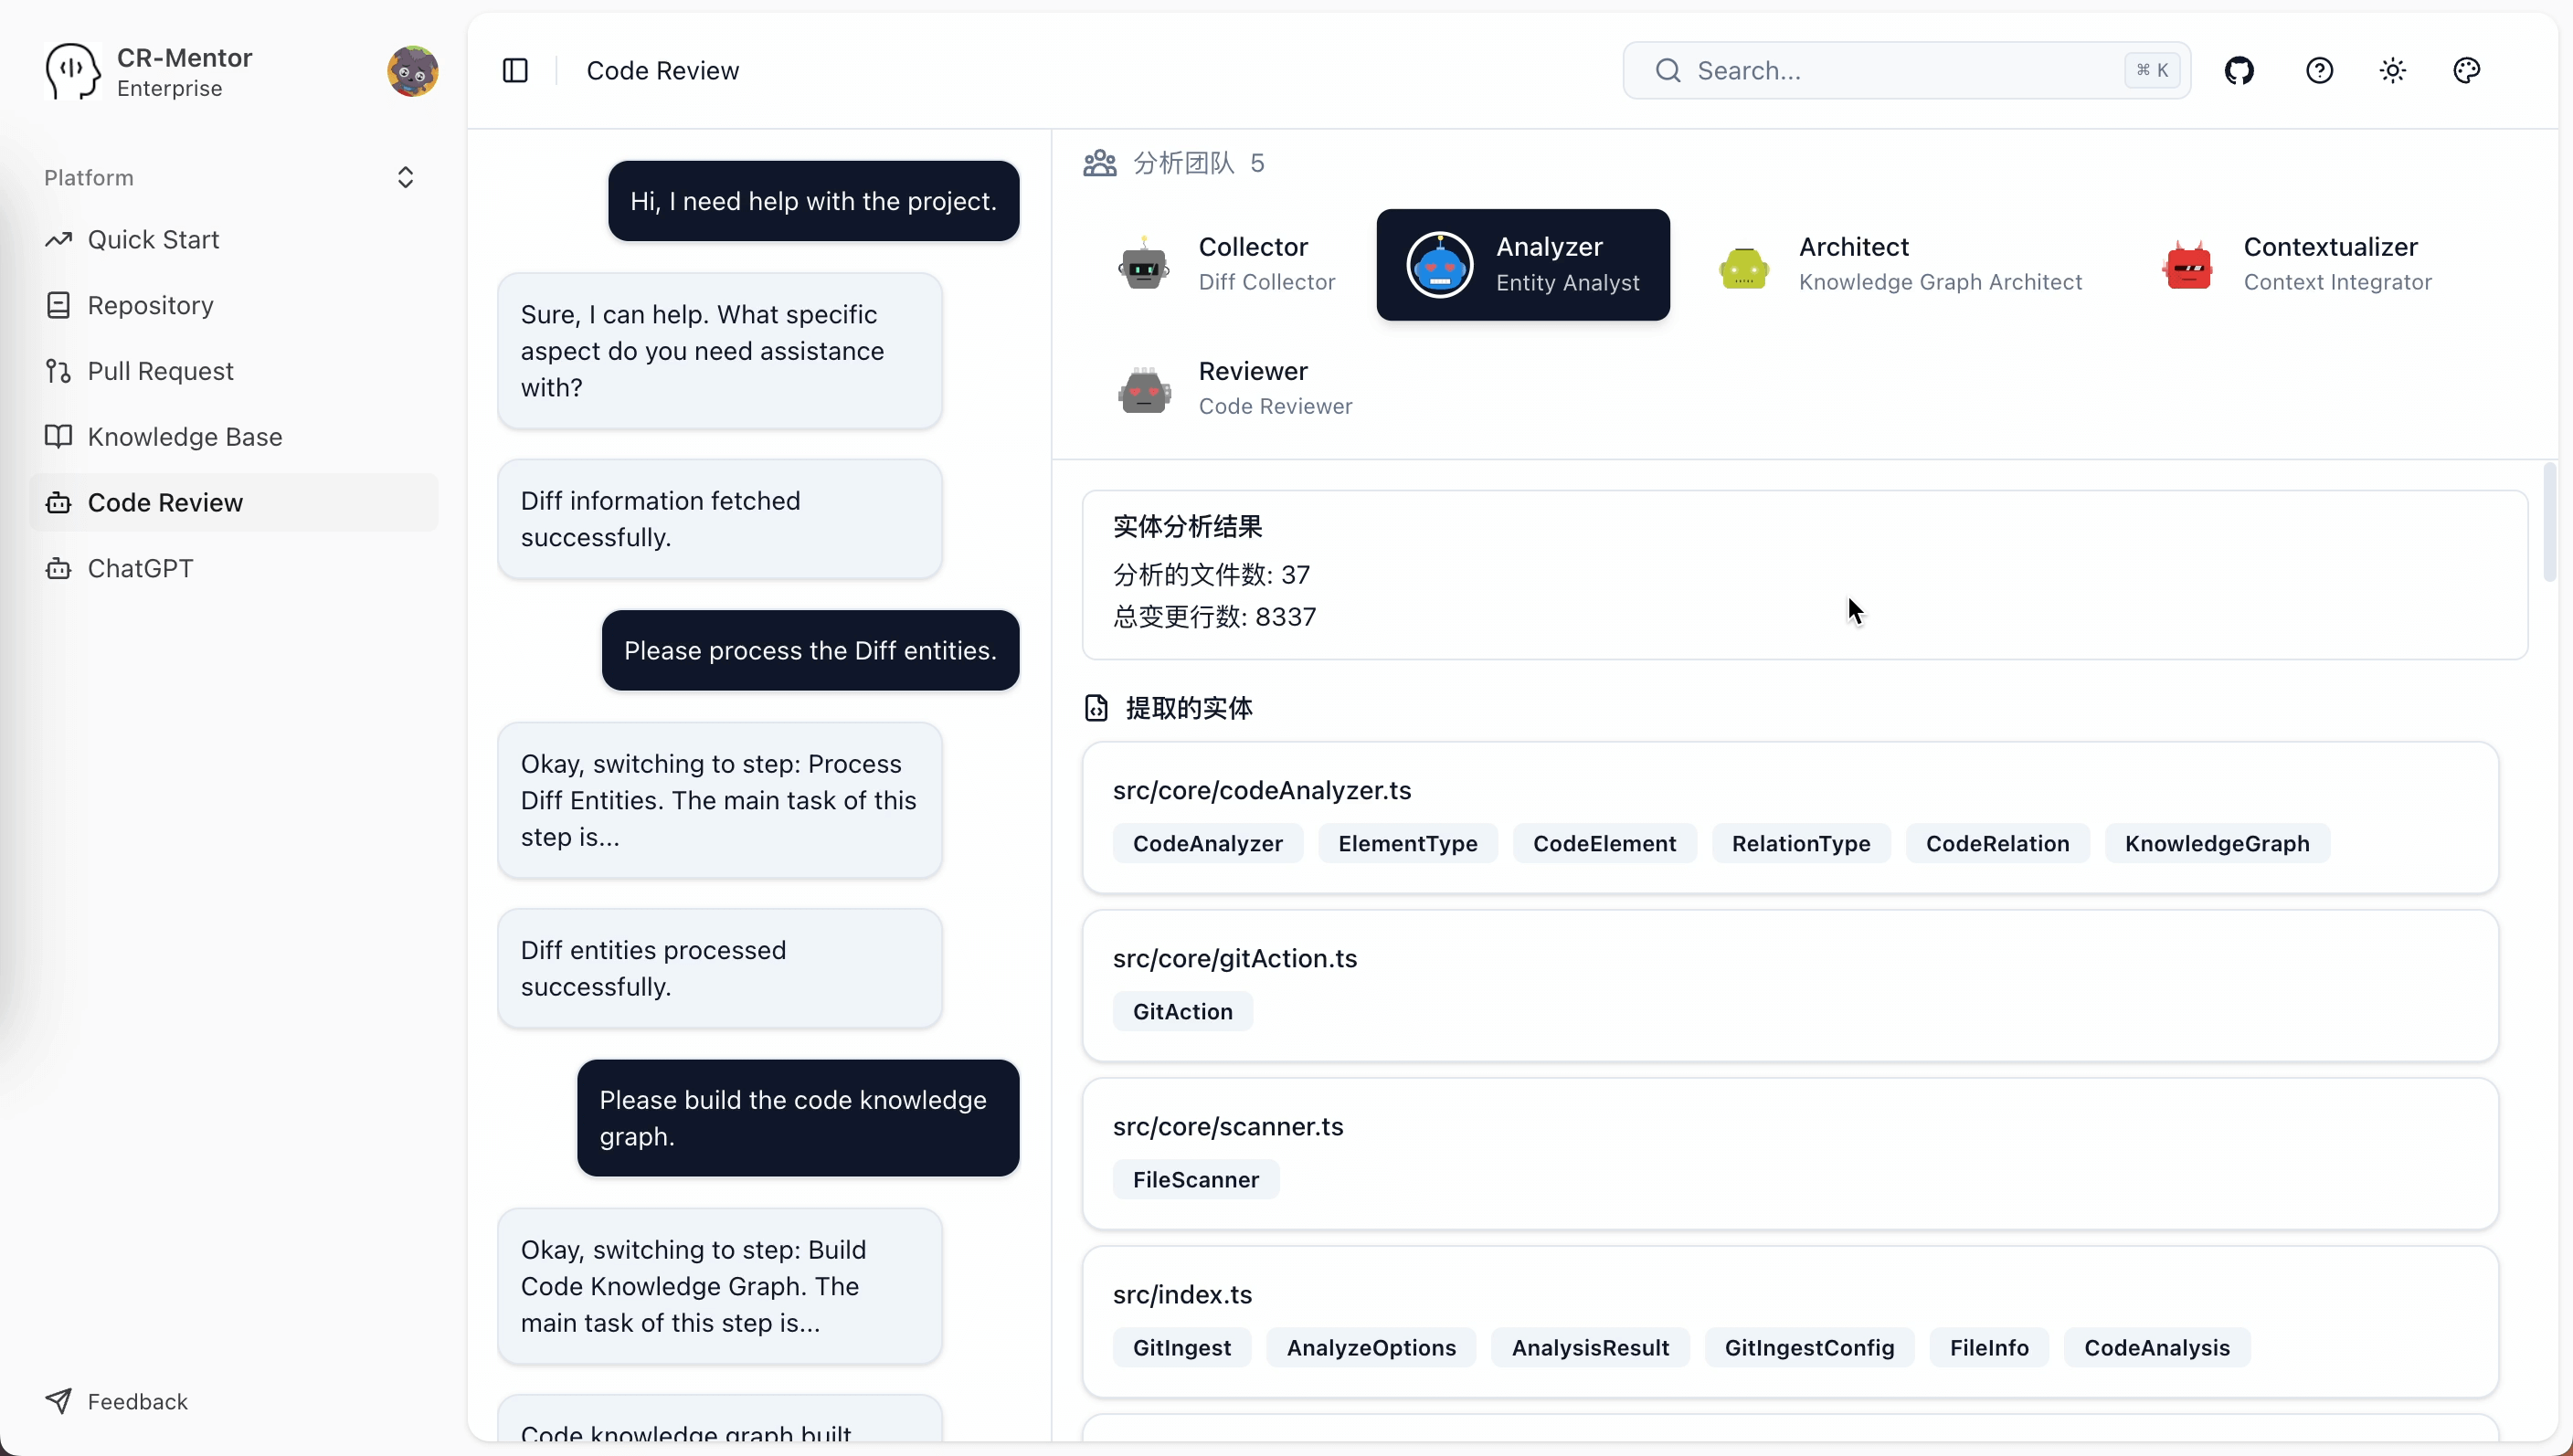 CR-Mentor
Enterprise
Platform
Quick Start
Repository
Pull Request
Knowledge Base
Code Review
ChatGPT
Feedback
Code Review
Search...
⌘ K
Hi, I need help with the project.
Sure, I can help. What specific
aspect do you need assistance
with?
Diff information fetched
successfully.
Please process the Diff entities.
Okay, switching to step: Process
Diff Entities. The main task of this
step is...
Diff entities processed
successfully.
Please build the code knowledge
graph.
Okay, switching to step: Build
Code Knowledge Graph. The
main task of this step is...
Code knowledge graph built
分析团队 5
Collector
Diff Collector
Analyzer
Entity Analyst
Architect
Knowledge Graph Architect
Contextualizer
Context Integrator
Reviewer
Code Reviewer
实体分析结果
分析的文件数: 37
总变更行数: 8337
提取的实体
src/core/codeAnalyzer.ts
CodeAnalyzer ElementType CodeElement RelationType CodeRelation KnowledgeGraph
src/core/gitAction.ts
GitAction
src/core/scanner.ts
FileScanner
src/index.ts
GitIngest AnalyzeOptions AnalysisResult GitIngestConfig FileInfo CodeAnalysis